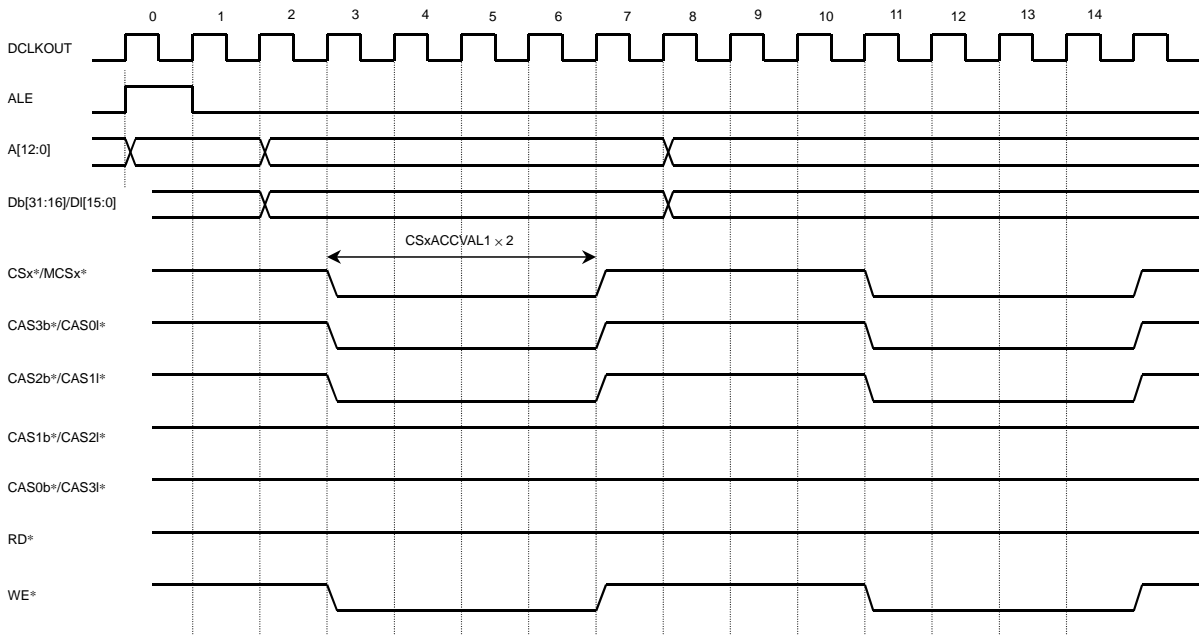 0 1 2 3 4 5 6 7 8 9 10 11 12 13 14
DCLKOUT
ALE
A[12:0]
Db[31:16]/Dl[15:0]
CSxACCVAL1 × 2
CSx*/MCSx*
CAS3b*/CAS0l*
CAS2b*/CAS1l*
CAS1b*/CAS2l*
CAS0b*/CAS3l*
RD*
WE*